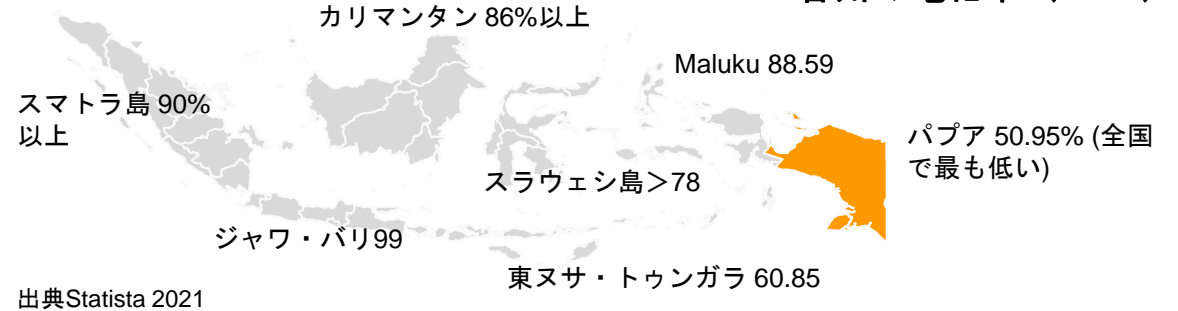 カリマンタン 86%以上
Maluku 88.59
スマトラ島 90%
以上
パプア 50.95% (全国
で最も低い)
スラウェシ島＞78
ジャワ・バリ99
東ヌサ・トゥンガラ 60.85
出典Statista 2021